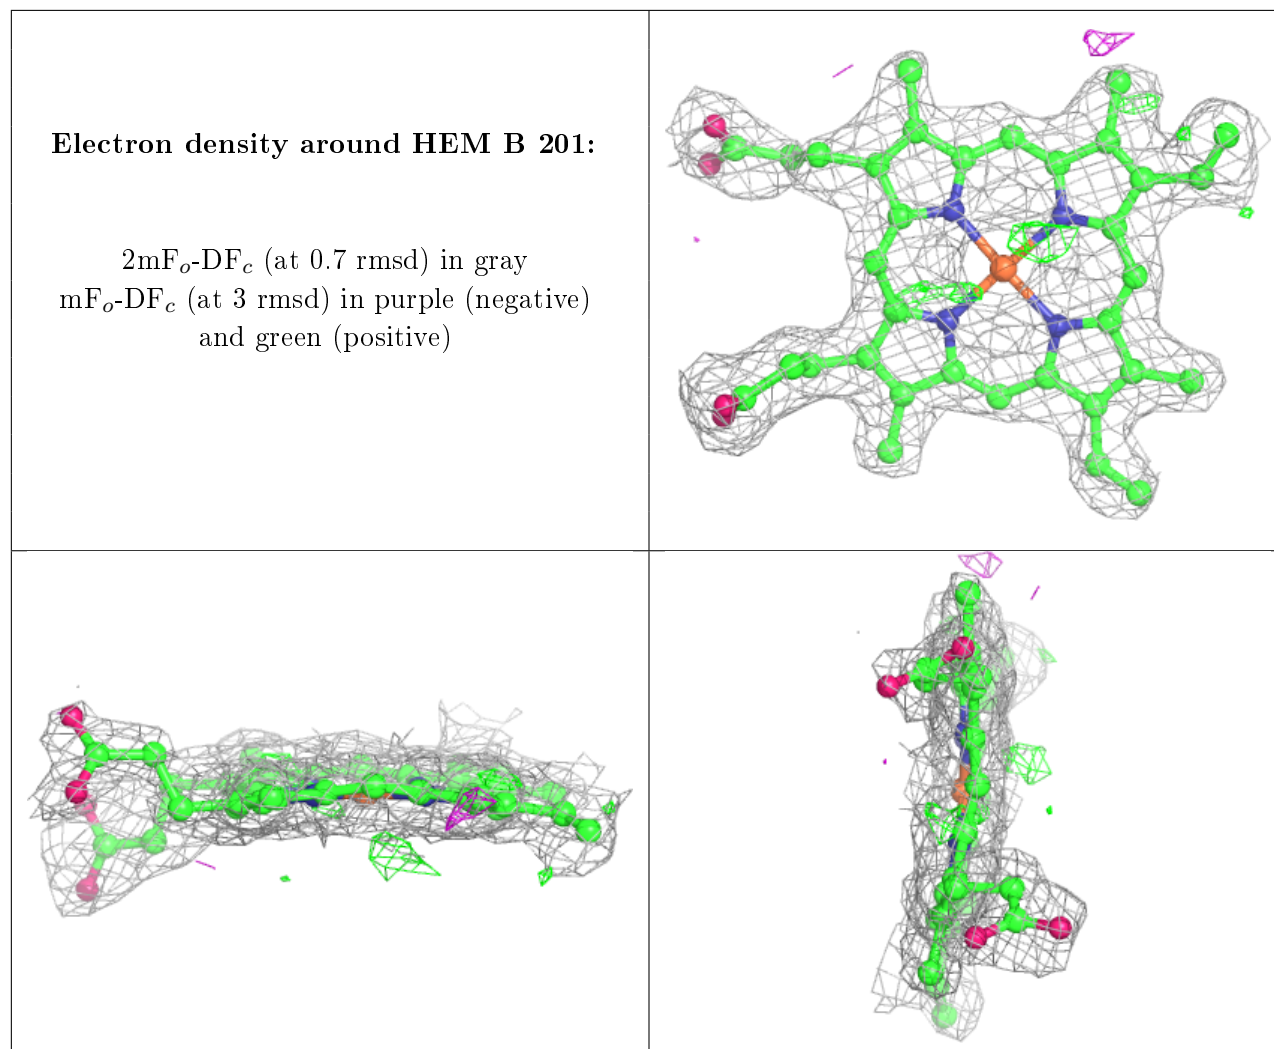 Electron density around HEM B 201:
2mFₒ-DF𝒸 (at 0.7 rmsd) in gray
mFₒ-DF𝒸 (at 3 rmsd) in purple (negative)
and green (positive)